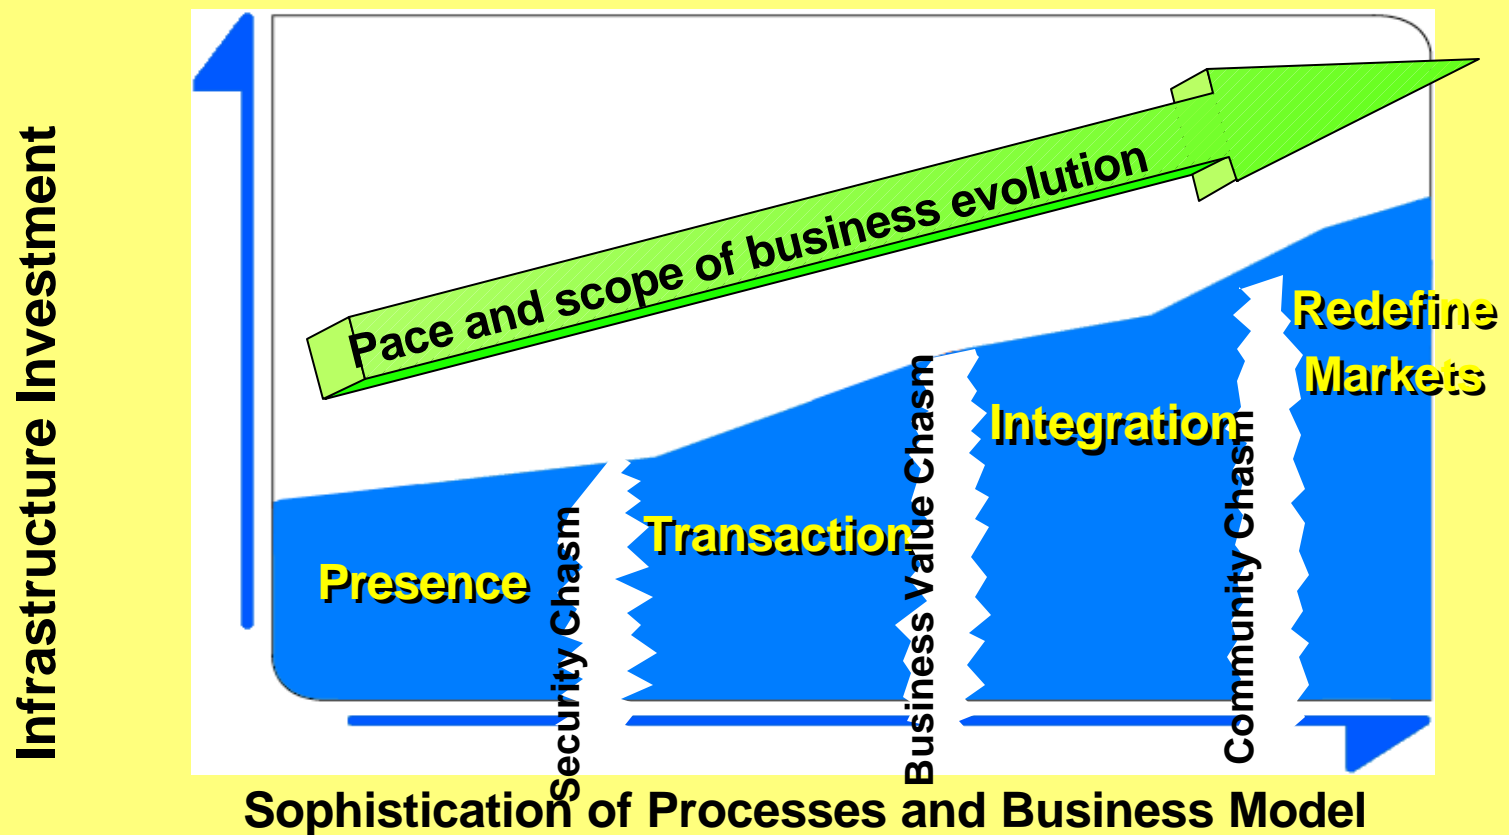 Infrastructure Investment
Pace and scope of business evolution
Redefine
Markets
Integration
Transaction
Presence
Security Chasm
Business Value Chasm
Community Chasm
Sophistication of Processes and Business Model